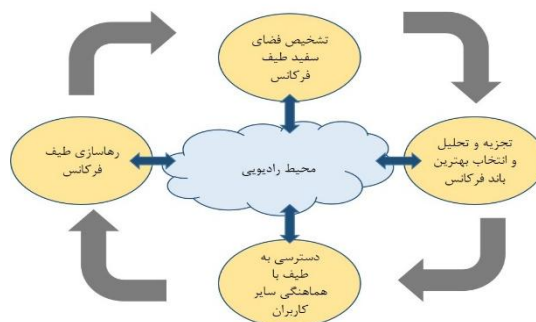 تشخیص فضای
سفید طیف
فرکانس
تجزیه و تحلیل
و انتخاب بهترین
باند فرکانس
محیط رادیویی
رهاسازی طیف
فرکانس
دسترسی به
طیف با
هماهنگی سایر
کاربران